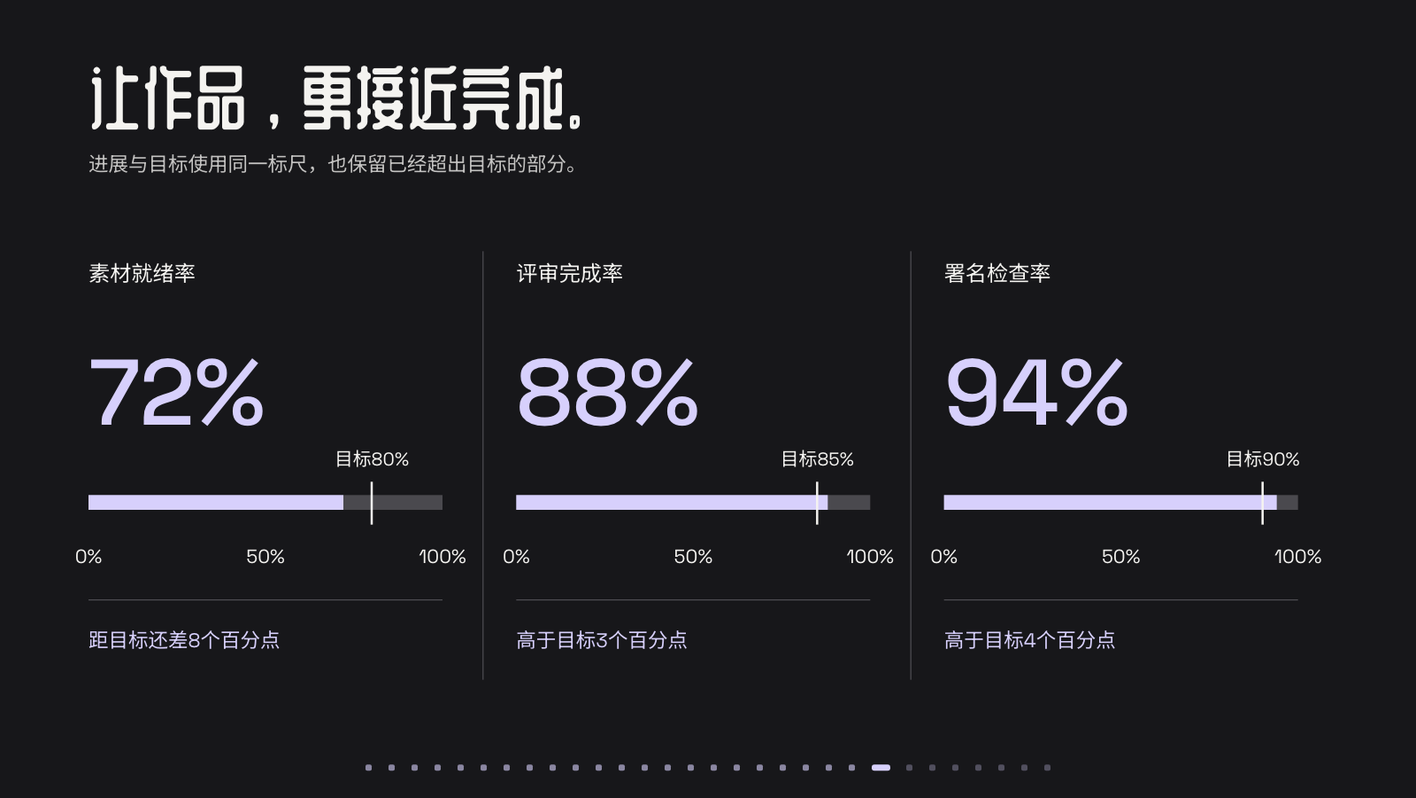 让作品，更接近完成。
进展与目标使用同一标尺，也保留已经超出目标的部分。
素材就绪率
72%
目标80%
0% 50% 100%
距目标还差8个百分点
评审完成率
88%
目标85%
0% 50% 100%
高于目标3个百分点
署名检查率
94%
目标90%
0% 50% 100%
高于目标4个百分点